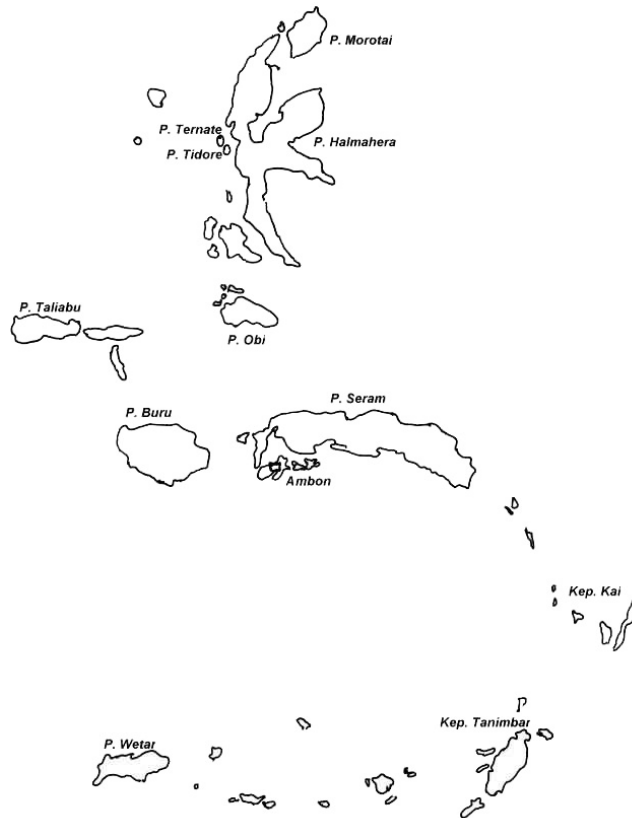 P. Morotai
P. Ternate
P. Halmahera
P. Tidore
P. Taliabu
P. Obi
P. Seram
P. Buru
Ambon
Kep. Kai
Kep. Tanimbar
P. Wetar